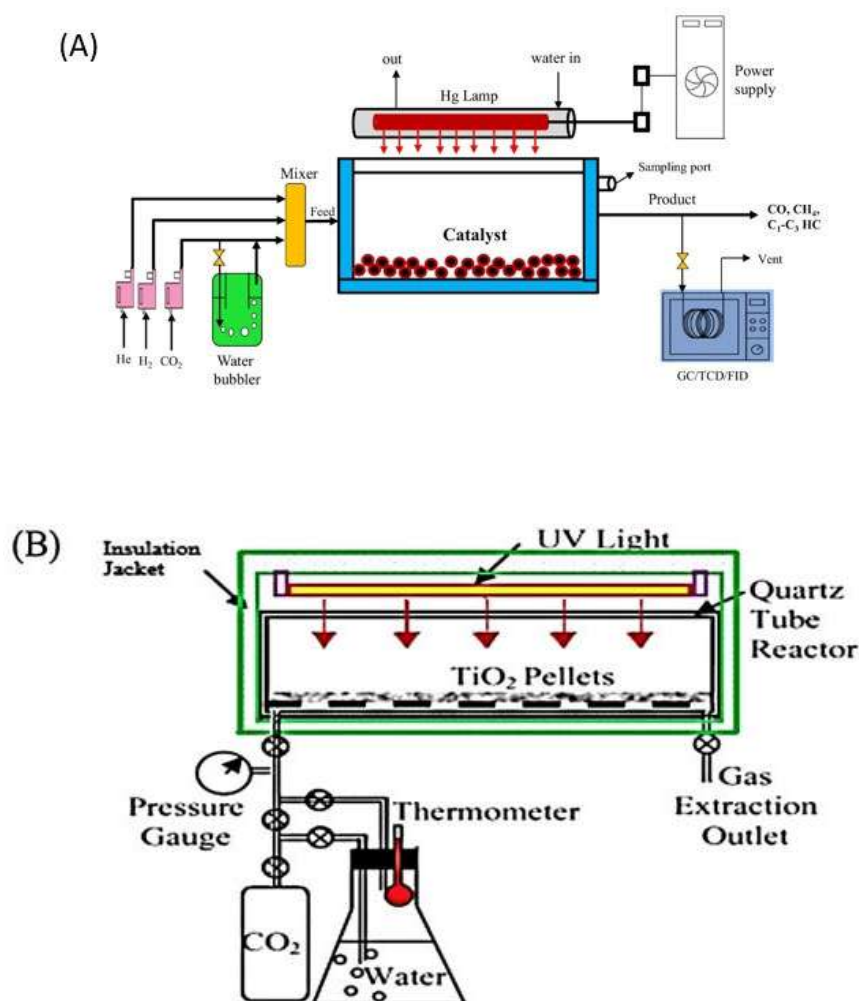 (A)
out
water in
Hg Lamp
Power
supply
Sampling port
Mixer
Feed
Product
CO, CH₄,
C₁-C₃ HC
Catalyst
Vent
He
H₂
CO₂
Water
bubbler
GC/TCD/FID
(B)
Insulation
Jacket
UV Light
Quartz
Tube
Reactor
TiO₂ Pellets
Pressure
Gauge
Thermometer
Gas
Extraction
Outlet
CO₂
Water